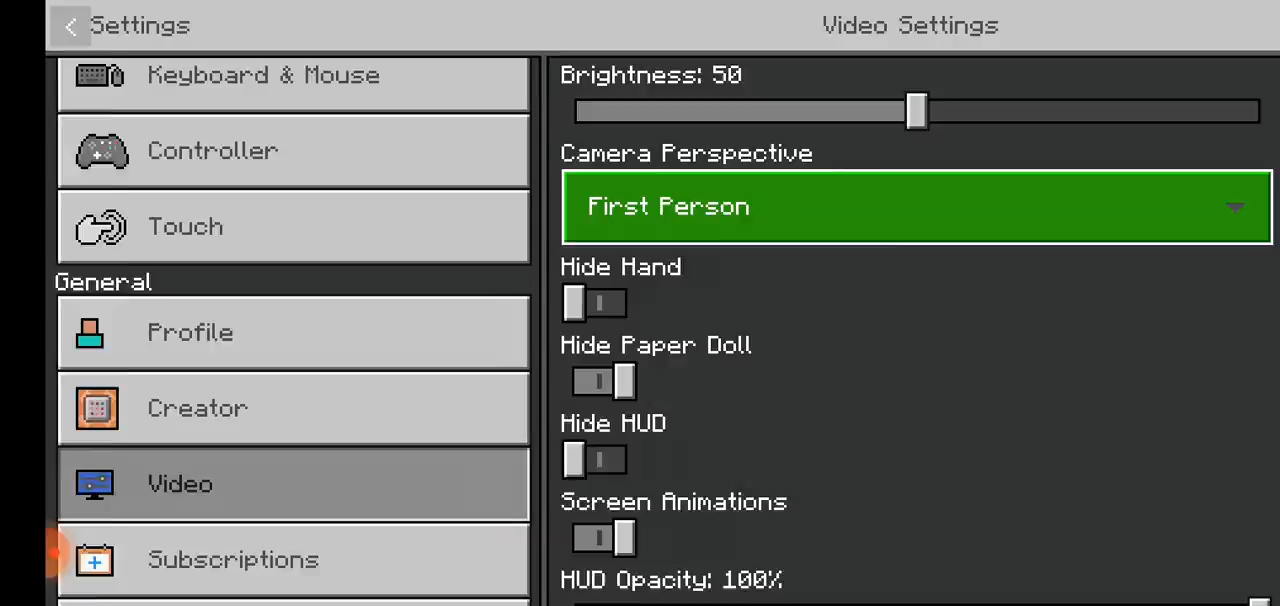 Settings
Video Settings
Keyboard & Mouse
Controller
Touch
General
Profile
Creator
Video
Subscriptions
Brightness: 50
Camera Perspective
First Person
Hide Hand
Hide Paper Doll
Hide HUD
Screen Animations
HUD Opacity: 100%